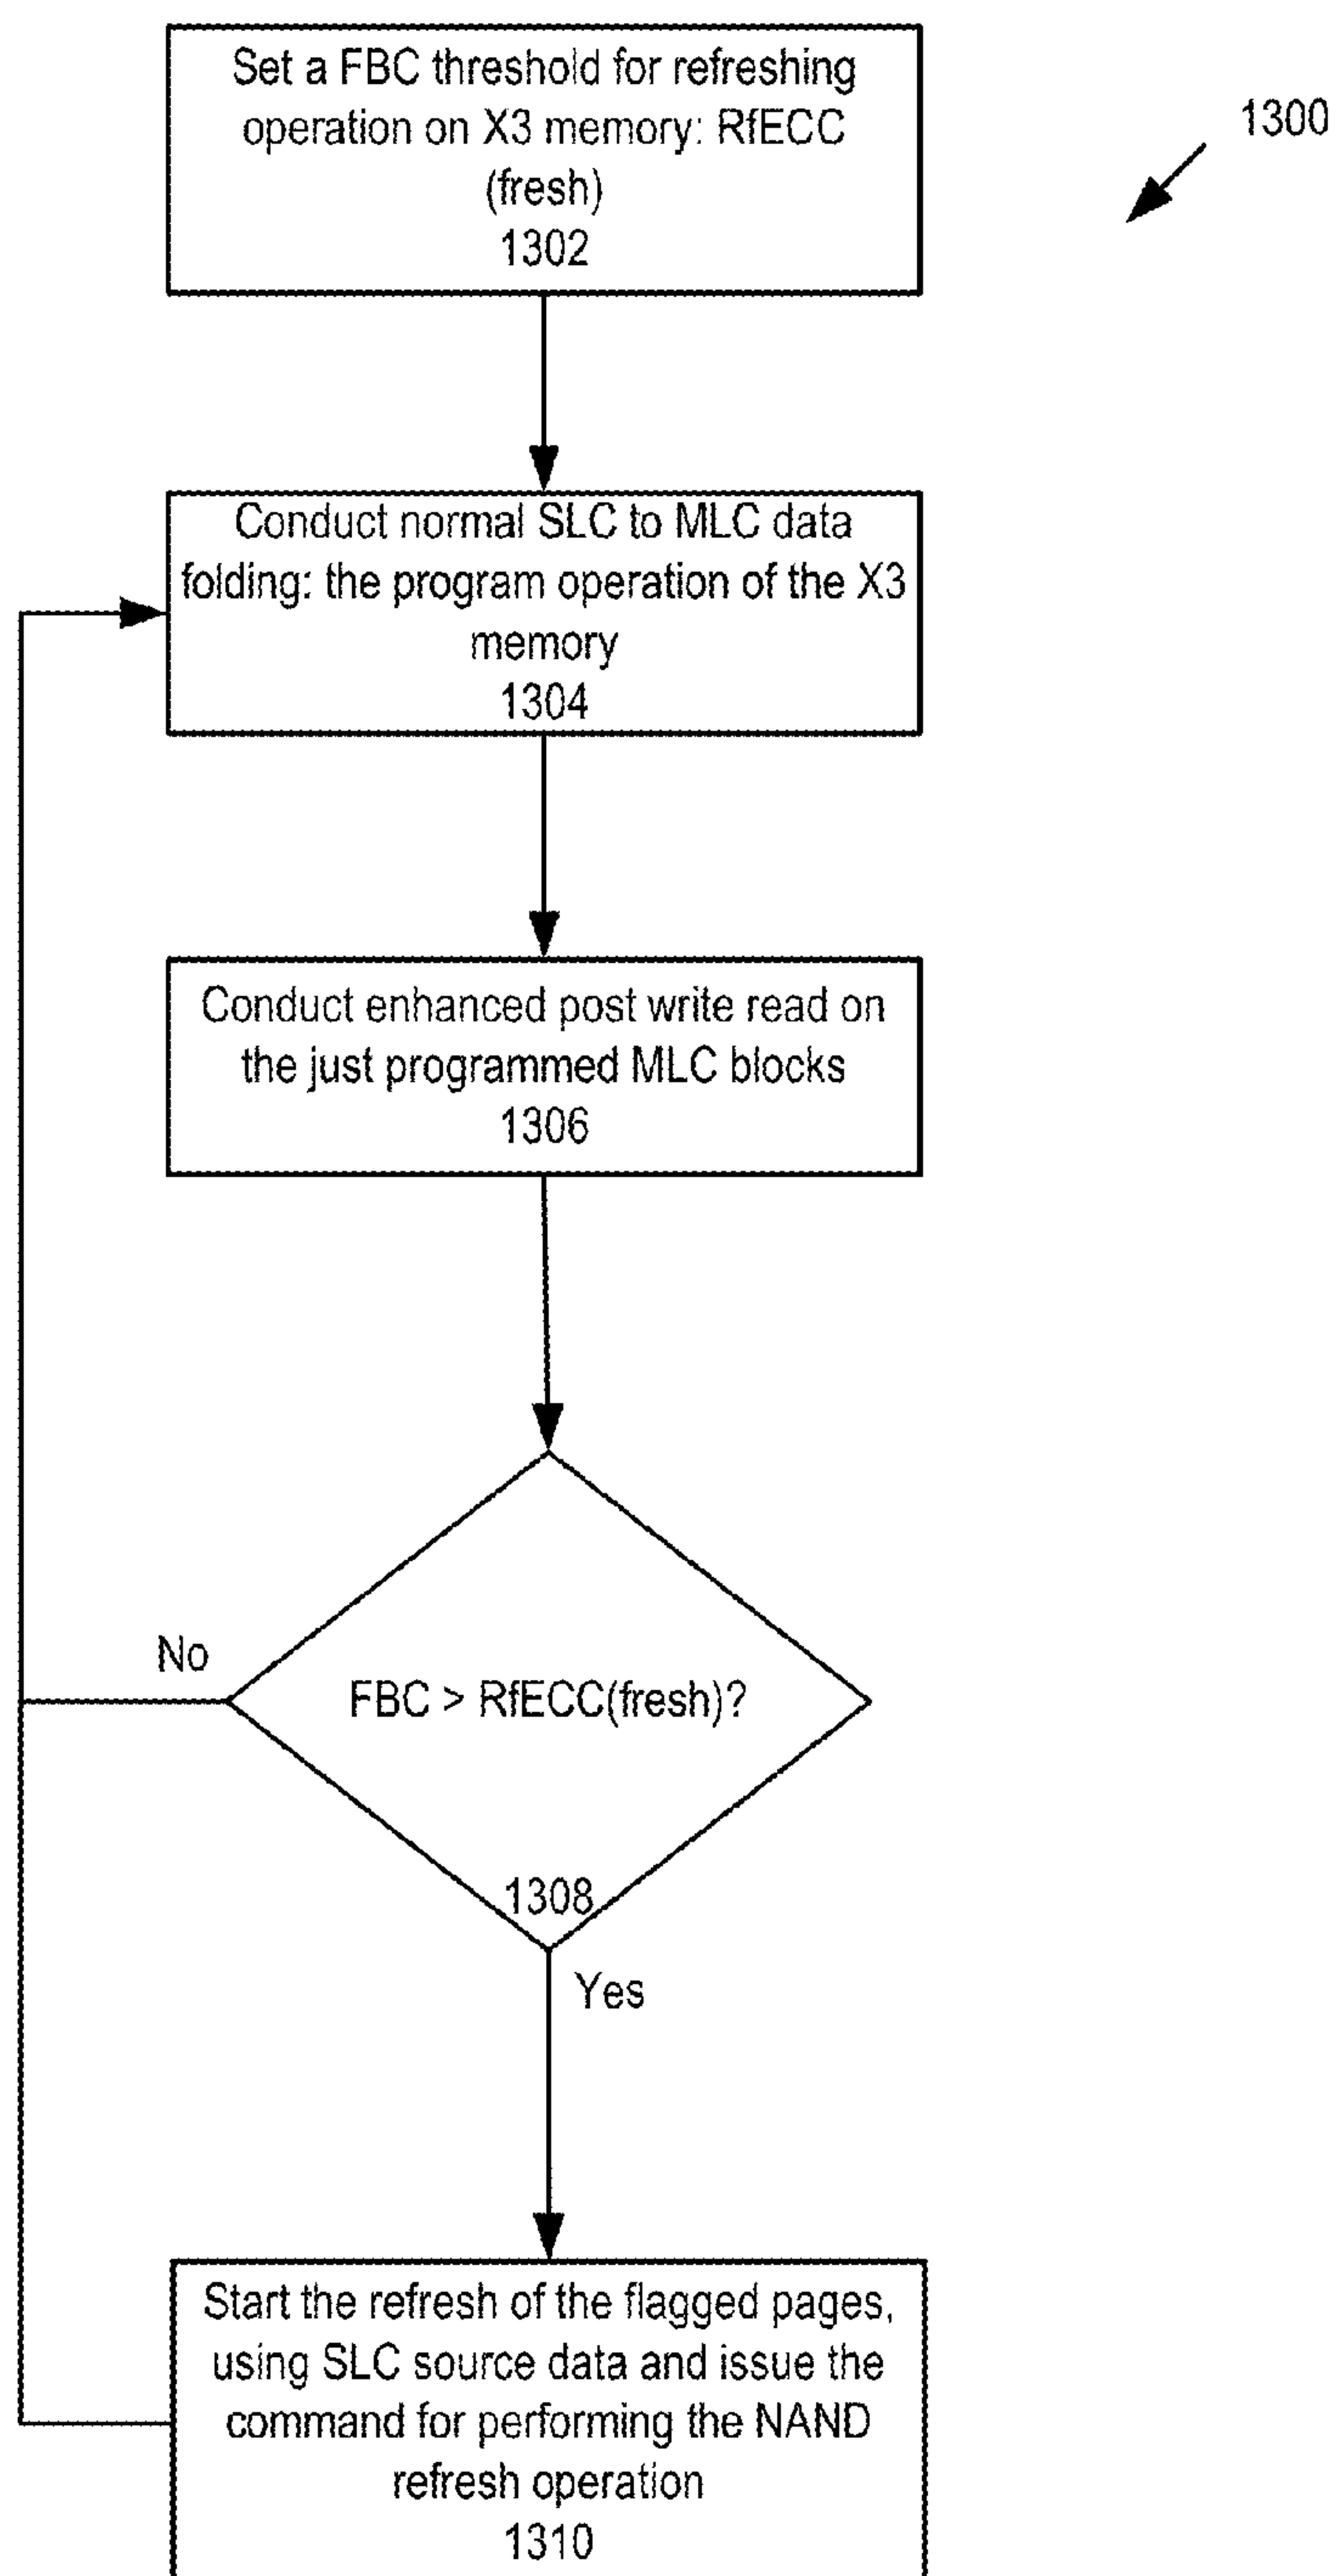 Set a FBC threshold for refreshing
operation on X3 memory: RfECC
(fresh)
1302
1300
Conduct normal SLC to MLC data
folding: the program operation of the X3
memory
1304
Conduct enhanced post write read on
the just programmed MLC blocks
1306
No
FBC > RfECC(fresh)?
1308
Yes
Start the refresh of the flagged pages,
using SLC source data and issue the
command for performing the NAND
refresh operation
1310